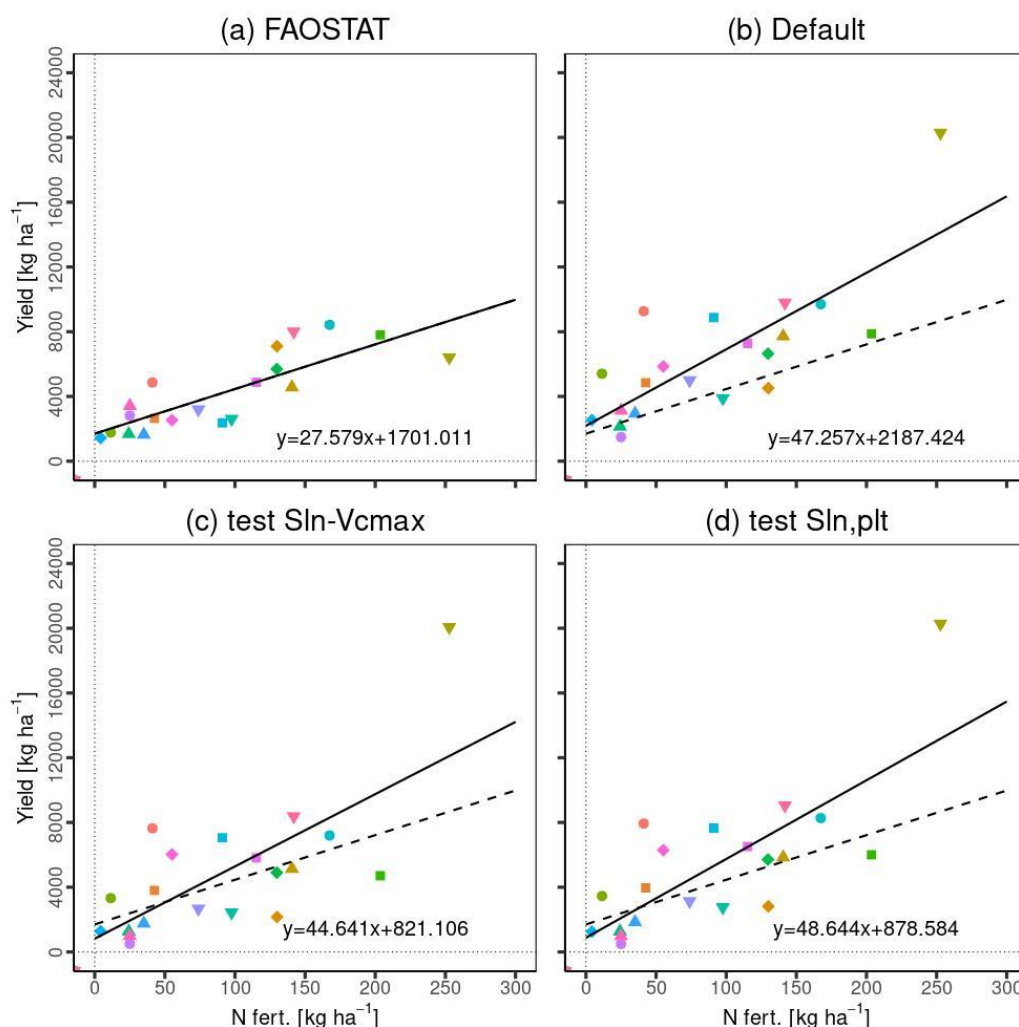 (a) FAOSTAT
(b) Default
24000
20000
16000
12000
8000
4000
0
Yield [kg ha⁻¹]
y=27.579x+1701.011
y=47.257x+2187.424
(c) test Sln-Vcmax
(d) test Sln,plt
24000
20000
16000
12000
8000
4000
0
Yield [kg ha⁻¹]
y=44.641x+821.106
y=48.644x+878.584
0 50 100 150 200 250 300
0 50 100 150 200 250 300
N fert. [kg ha⁻¹]
N fert. [kg ha⁻¹]